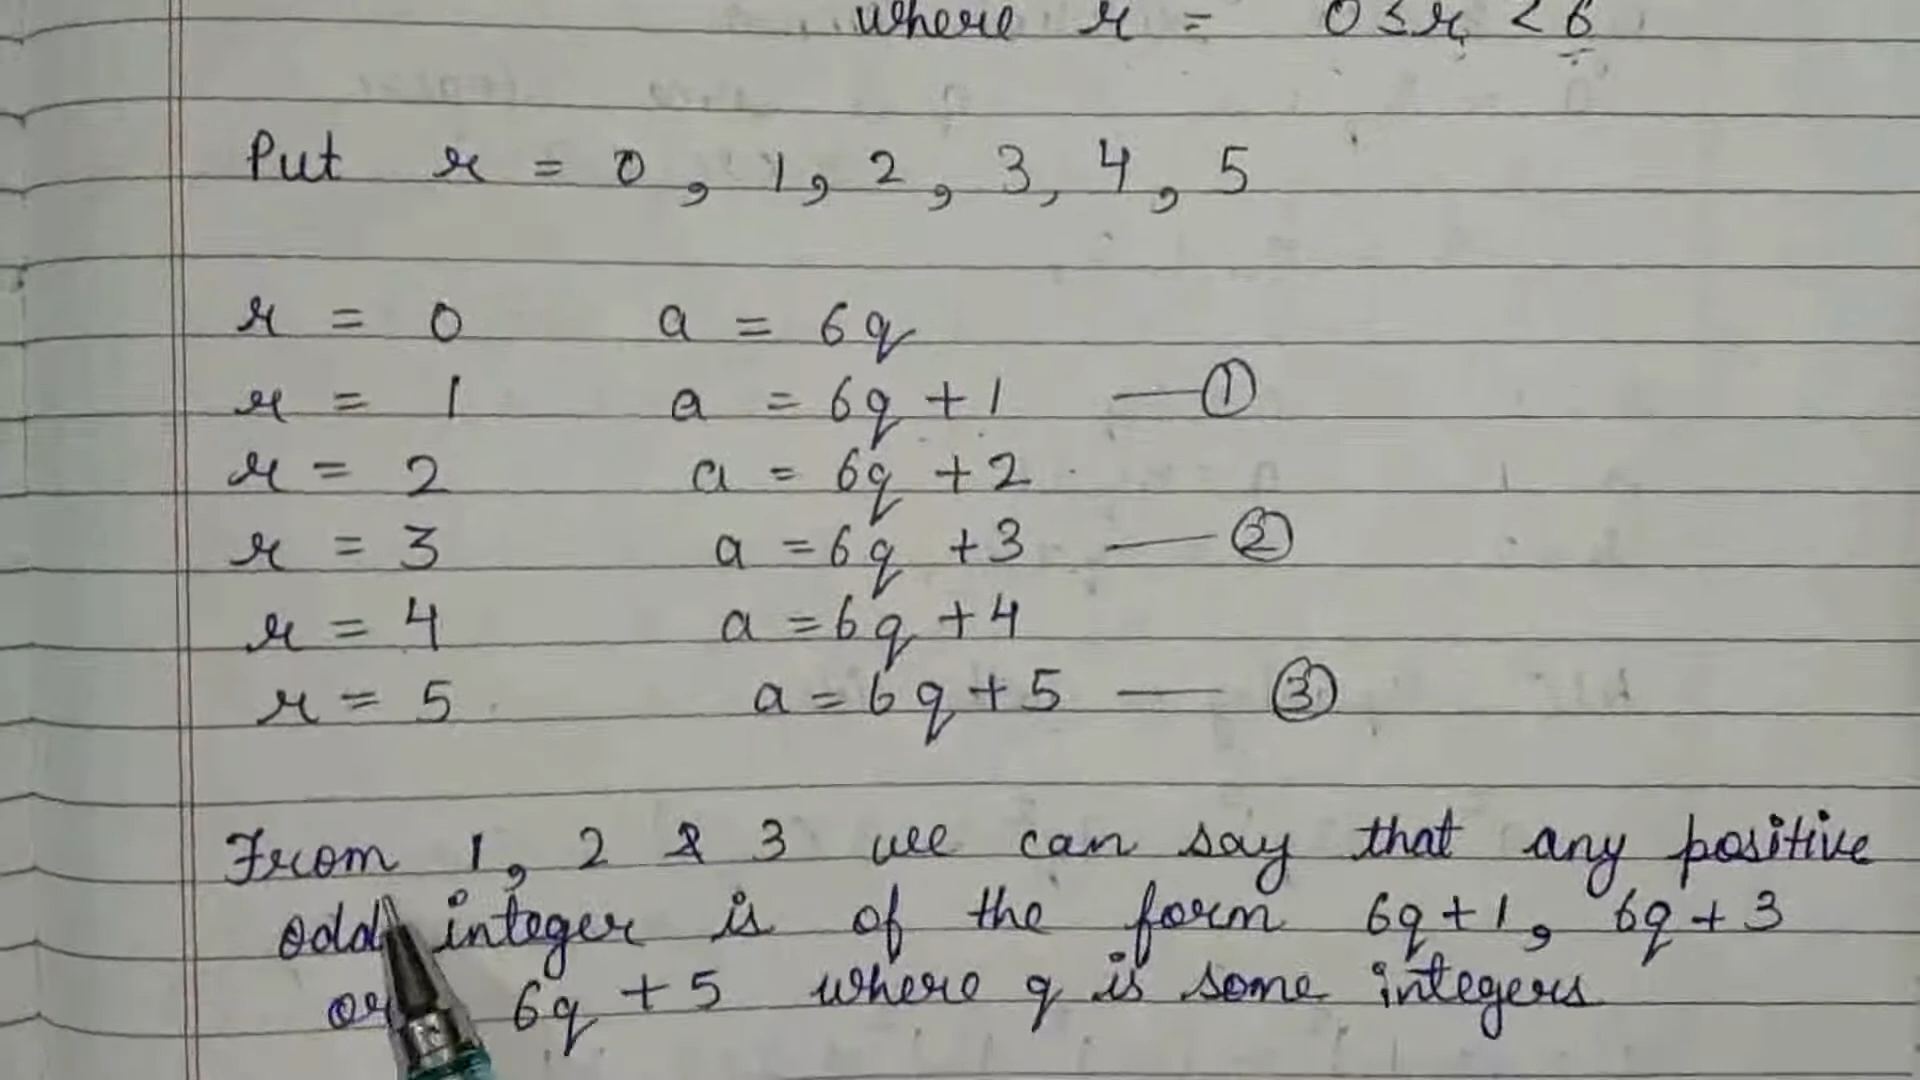 where r = 0 ≤ r < 6
Put r = 0, 1, 2, 3, 4, 5
r = 0 a = 6q
r = 1 a = 6q + 1 — ①
r = 2 a = 6q + 2
r = 3 a = 6q + 3 — ②
r = 4 a = 6q + 4
r = 5 a = 6q + 5 — ③
From 1, 2 & 3 we can say that any positive
odd integer is of the form 6q + 1, 6q + 3
or 6q + 5 where q is some integers